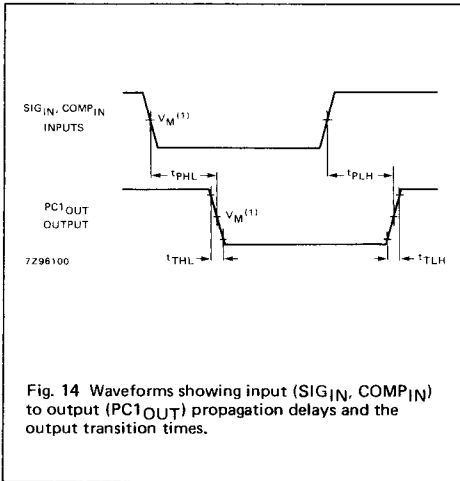 SIG_IN, COMP_IN
INPUTS
V_M(1)
t_PHL
t_PLH
PC1_OUT
OUTPUT
V_M(1)
7Z96100
t_THL
t_TLH
Fig. 14 Waveforms showing input (SIG_IN, COMP_IN)
to output (PC1_OUT) propagation delays and the
output transition times.